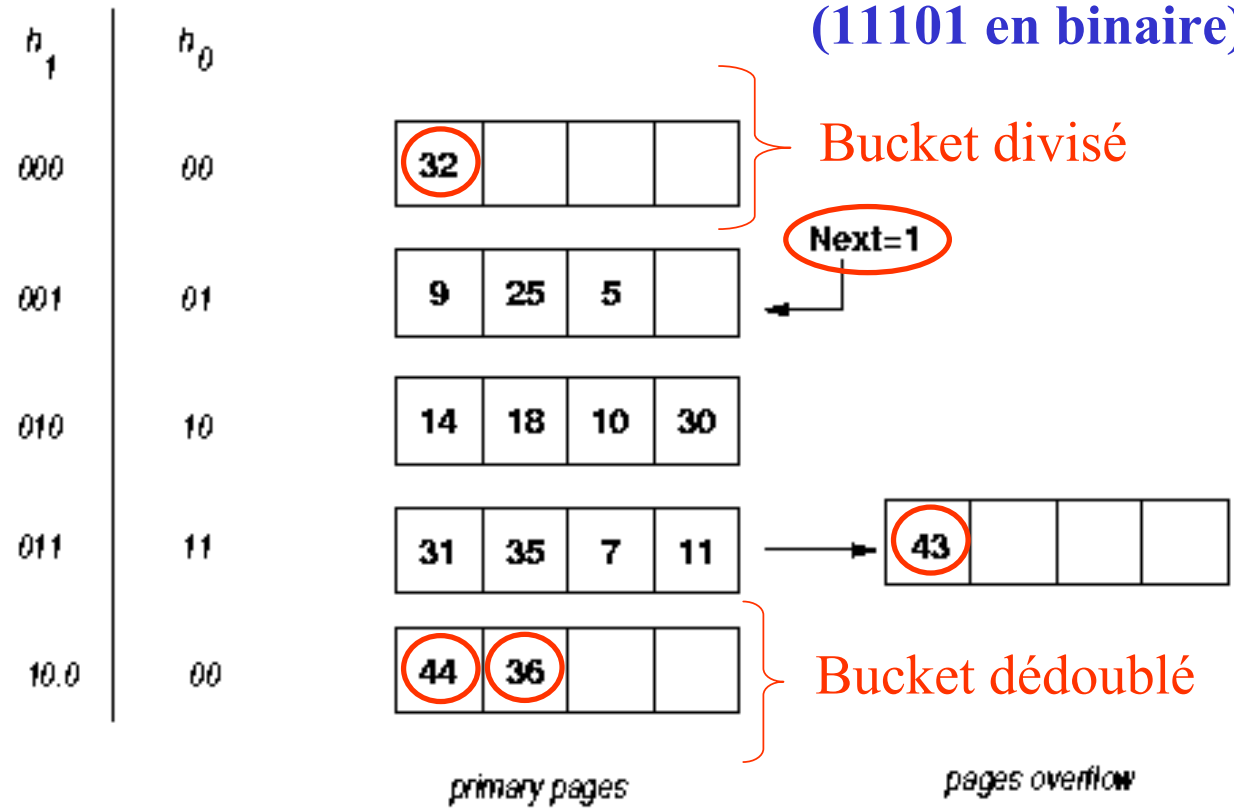 (11101 en binaire)
h1 h0
000 00 32 Bucket divisé
Next=1
001 01 9 25 5
010 10 14 18 10 30
011 11 31 35 7 11 43
10.0 00 44 36 Bucket dédoublé
primary pages pages overflow